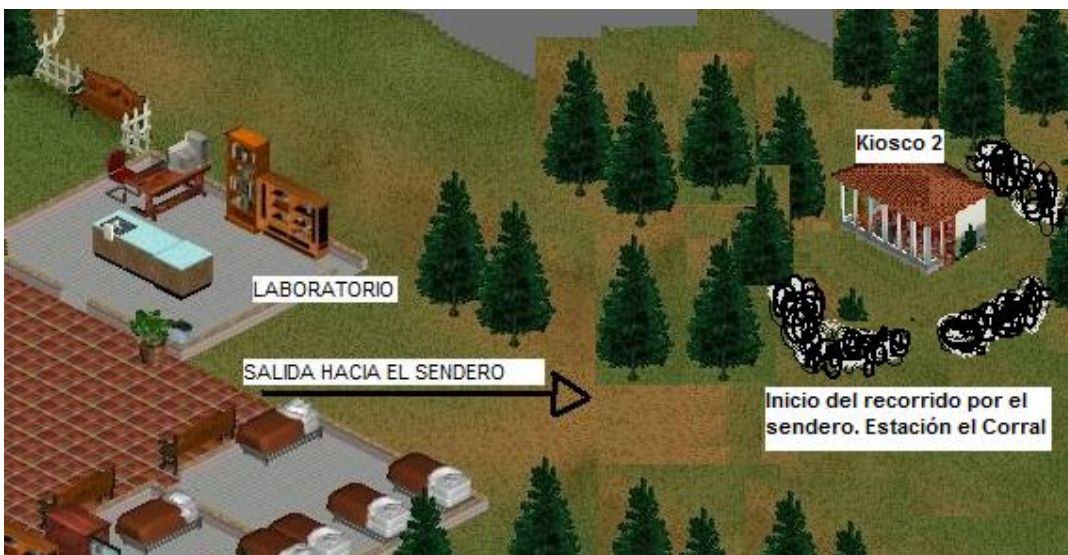 Kiosco 2
LABORATORIO
SALIDA HACIA EL SENDERO
Inicio del recorrido por el
sendero. Estación el Corral